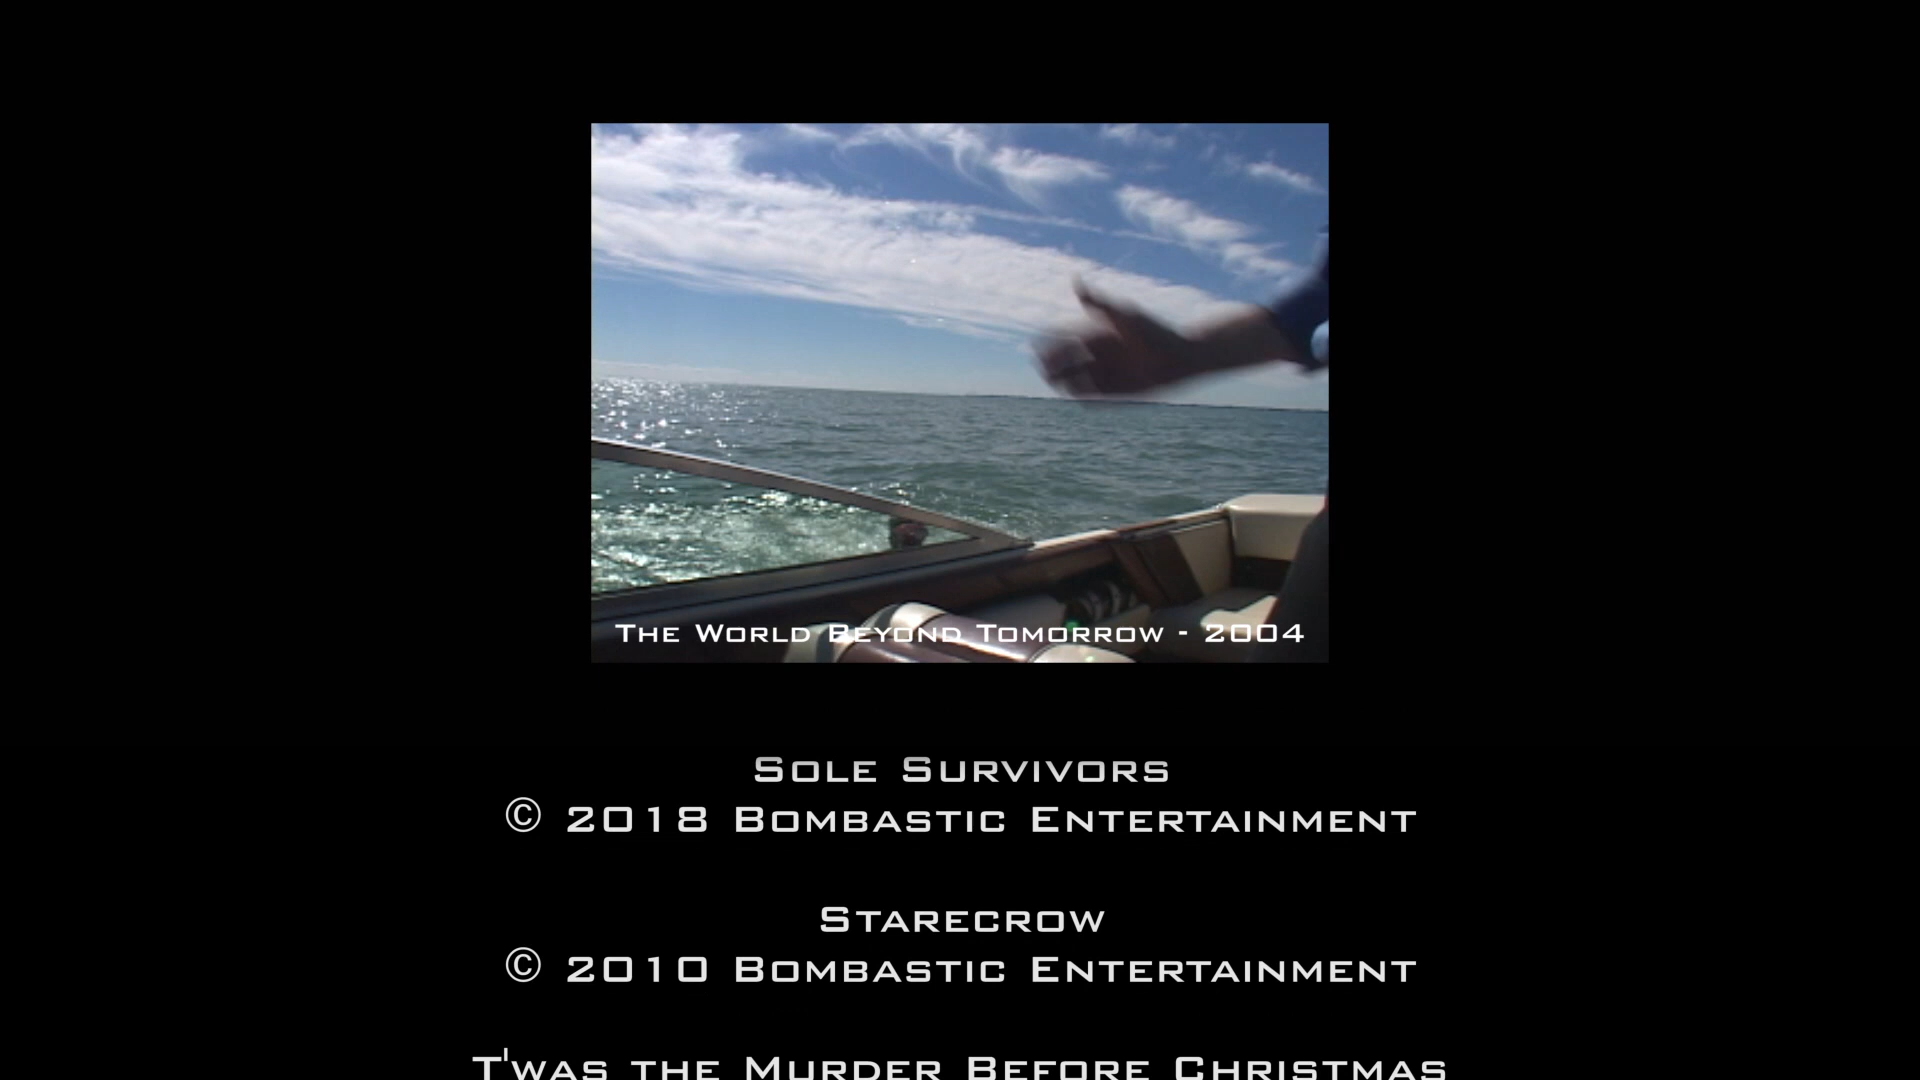 The World Beyond Tomorrow - 2004
Sole Survivors
© 2018 Bombastic Entertainment
Starecrow
© 2010 Bombastic Entertainment
T'was the Murder Before Christmas